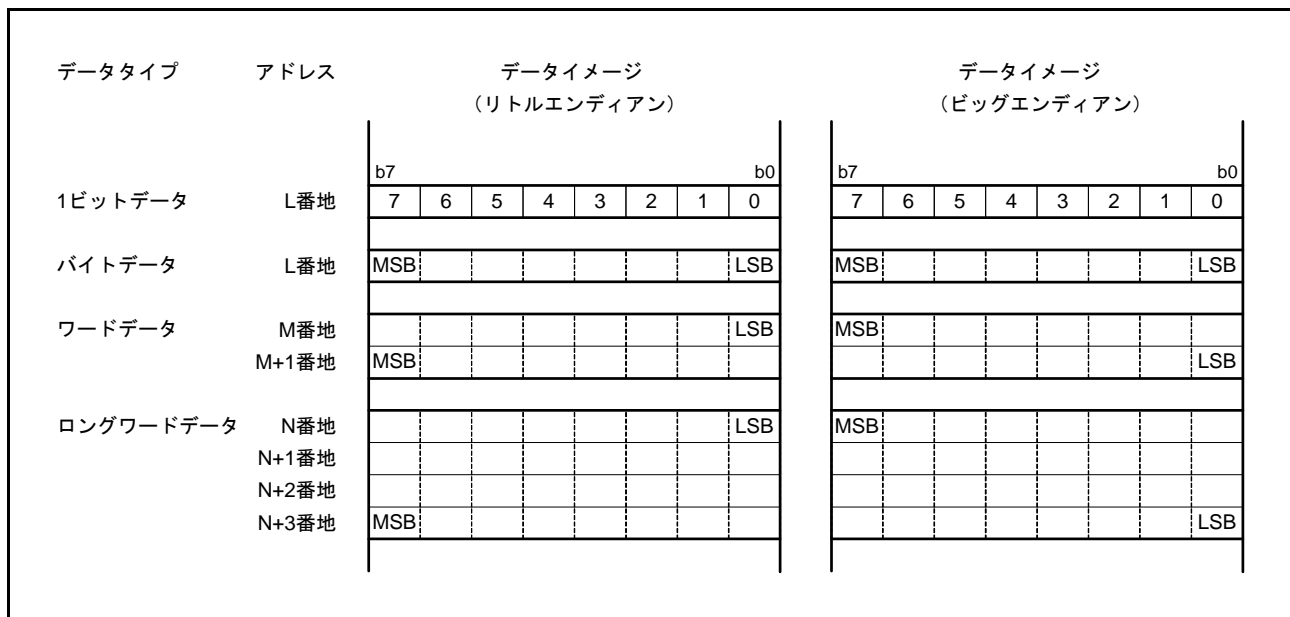 データタイプ アドレス データイメージ データイメージ
（リトルエンディアン） （ビッグエンディアン）
b7 b0 b7 b0
1ビットデータ L番地 7 6 5 4 3 2 1 0 7 6 5 4 3 2 1 0
バイトデータ L番地 MSB LSB MSB LSB
ワードデータ M番地 LSB MSB
M+1番地 MSB LSB
ロングワードデータ N番地 LSB MSB
N+1番地
N+2番地
N+3番地 MSB LSB